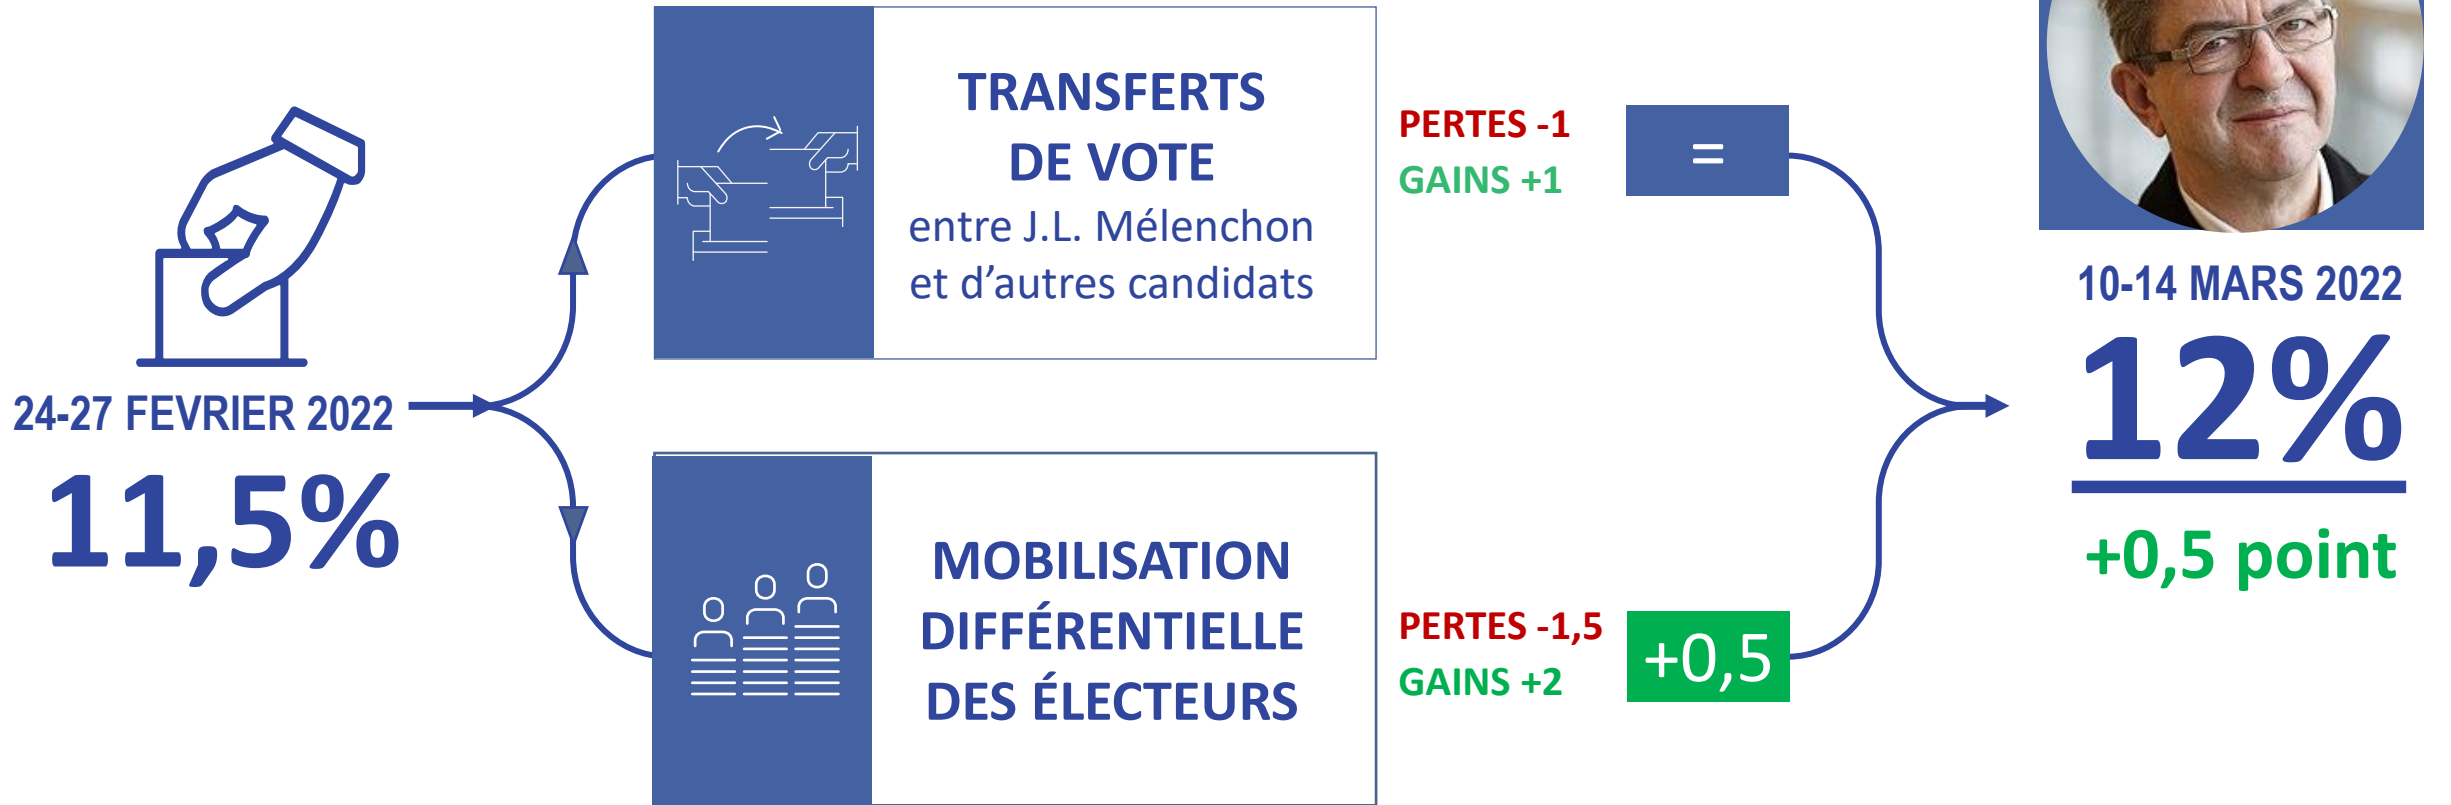 24-27 FEVRIER 2022
11,5%
TRANSFERTS
DE VOTE
entre J.L. Mélenchon
et d’autres candidats
PERTES -1
GAINS +1
=
MOBILISATION
DIFFÉRENTIELLE
DES ÉLECTEURS
PERTES -1,5
GAINS +2
+0,5
10-14 MARS 2022
12%
+0,5 point